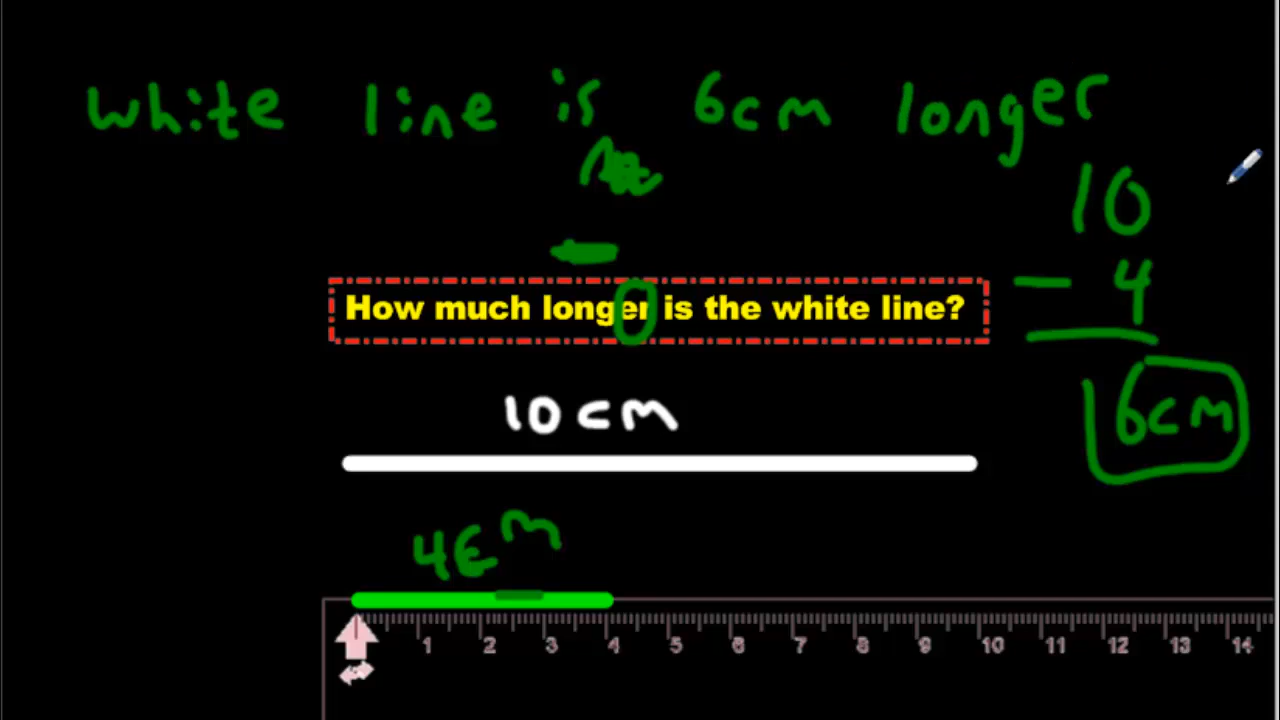 white line is 6cm longer
10
- 4
6cm
How much longer is the white line?
10cm
4cm
1 2 3 4 5 6 7 8 9 10 11 12 13 14